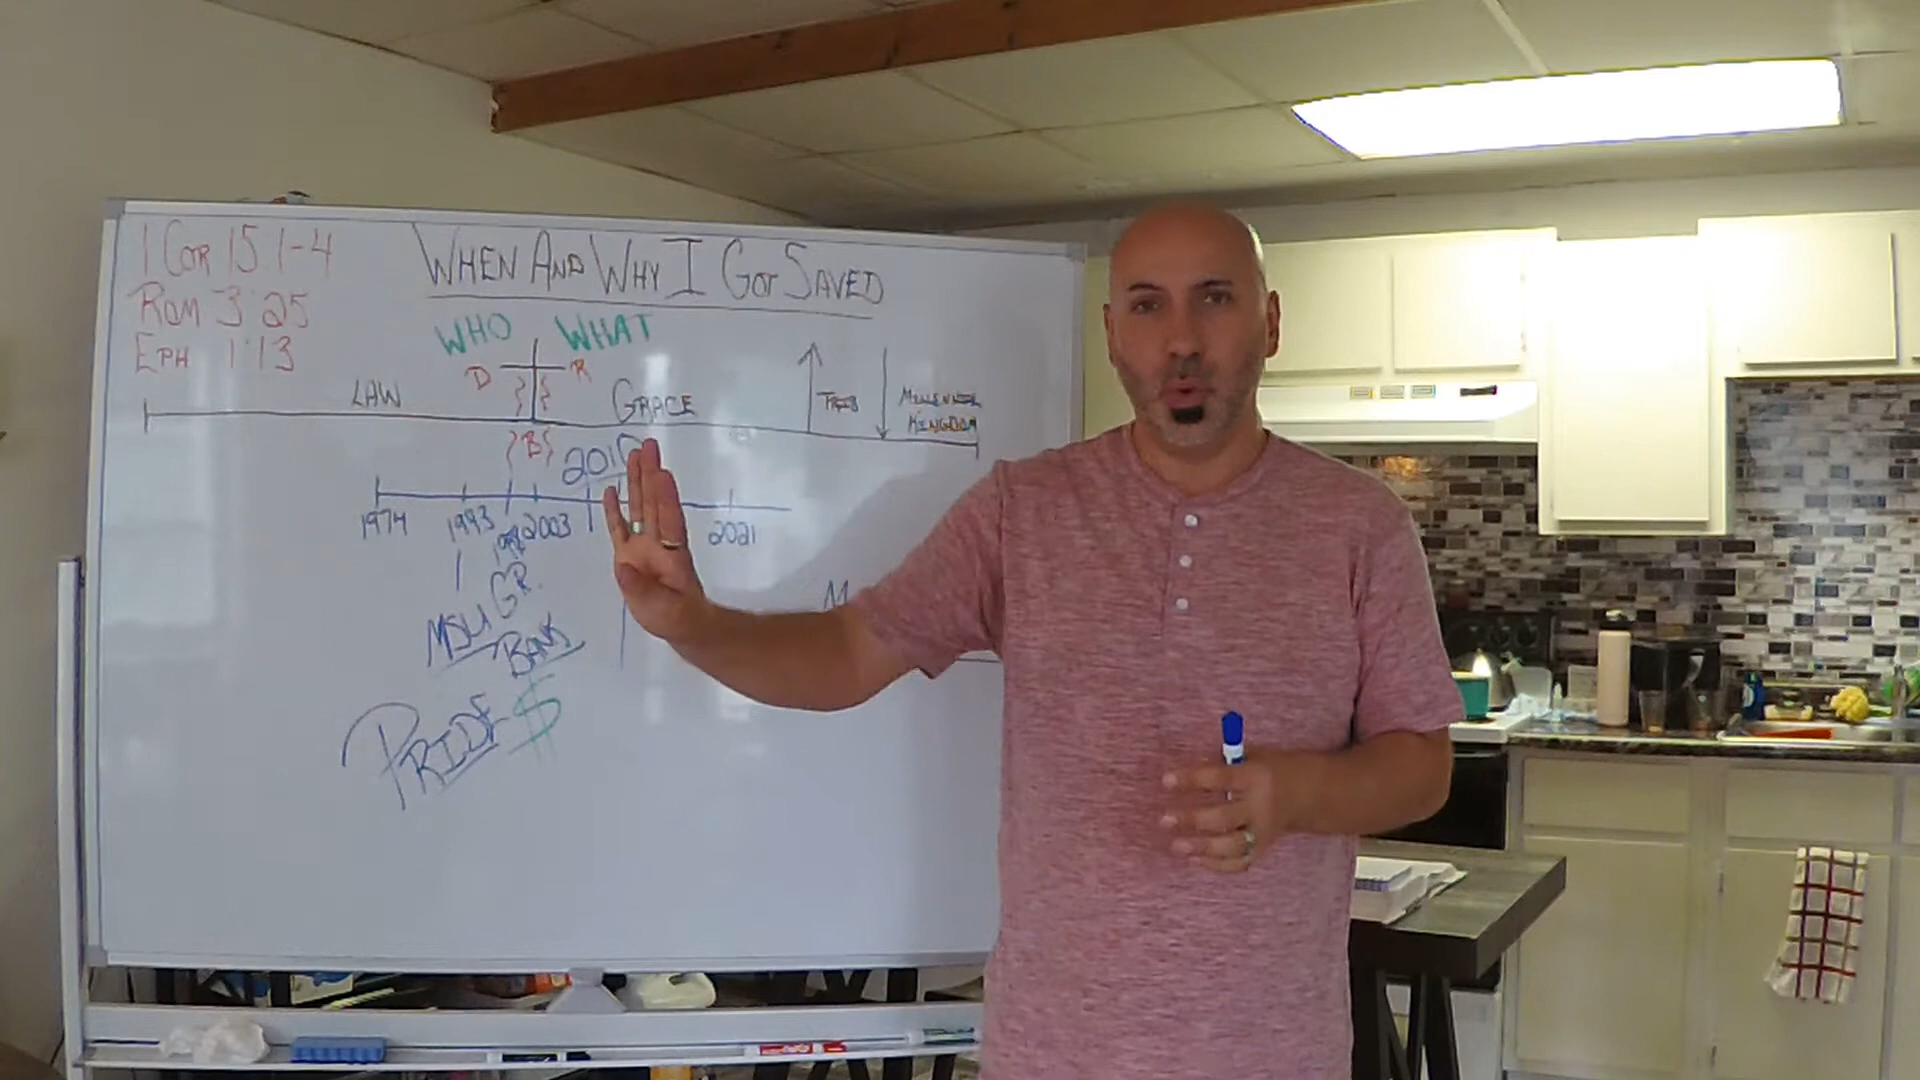 1 COR 15 1-4
ROM 3:25
EPH 1:13
WHEN AND WHY I GOT SAVED
WHO WHAT
D R
LAW
GRACE
TRIB
MILLENNIAL
KINGDOM
B
1974
1993
2003
2021
MSU
GR.
BANK
PRIDE $